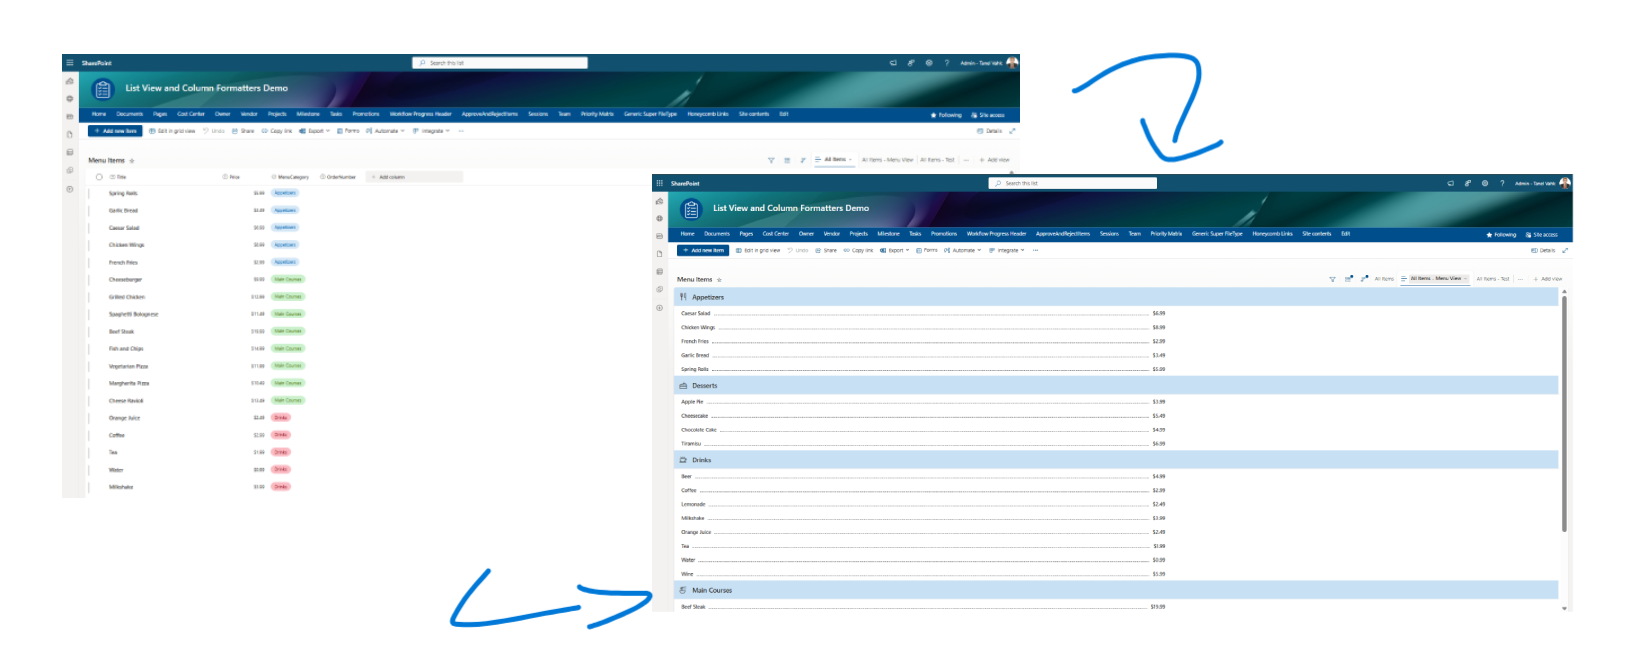 SharePoint
Search this list
Admin - Tanel Vahk
List View and Column Formatters Demo
Home Documents Pages Cost Center Owner Vendor Projects Milestone Tasks Promotions Workflow Progress Header ApproveAndRejectItems Sessions Team Priority Matrix Generic Super FileType Honeycomb Links Site contents Edit
Following Site access
+ Add new item Edit in grid view Undo Share Copy link Export Forms Automate Integrate ... Details
Menu Items
All Items All Items - Menu View All Items - Test ... + Add view
Title Price MenuCategory OrderNumber + Add column
Spring Rolls $5.99 Appetizers
Garlic Bread $3.49 Appetizers
Caesar Salad $6.99 Appetizers
Chicken Wings $8.99 Appetizers
French Fries $2.99 Appetizers
Cheeseburger $9.99 Main Courses
Grilled Chicken Main Courses
Spaghetti Bolognese $11.49 Main Courses
Beef Steak $19.99 Main Courses
Fish and Chips Main Courses
Vegetarian Pizza Main Courses
Margherita Pizza Main Courses
Cheese Ravioli Main Courses
Orange Juice $2.49 Drinks
Coffee $2.99 Drinks
Tea $1.99 Drinks
Water $0.99 Drinks
Milkshake $3.99 Drinks
SharePoint
Search this list
Admin - Tanel Vahk
List View and Column Formatters Demo
Home Documents Pages Cost Center Owner Vendor Projects Milestone Tasks Promotions Workflow Progress Header ApproveAndRejectItems Sessions Team Priority Matrix Generic Super FileType Honeycomb Links Site contents Edit
Following Site access
+ Add new item Edit in grid view Undo Share Copy link Export Forms Automate Integrate ... Details
Menu Items
All Items All Items - Menu View All Items - Test ... + Add view
Appetizers
Caesar Salad $6.99
Chicken Wings $8.99
French Fries $2.99
Garlic Bread $3.49
Spring Rolls $5.99
Desserts
Apple Pie $3.99
Cheesecake $5.49
Chocolate Cake $4.99
Tiramisu $6.99
Drinks
Beer $4.99
Coffee $2.99
Lemonade $2.49
Milkshake $3.99
Orange Juice $2.49
Tea $1.99
Water $0.99
Wine $5.99
Main Courses
Beef Steak $19.99